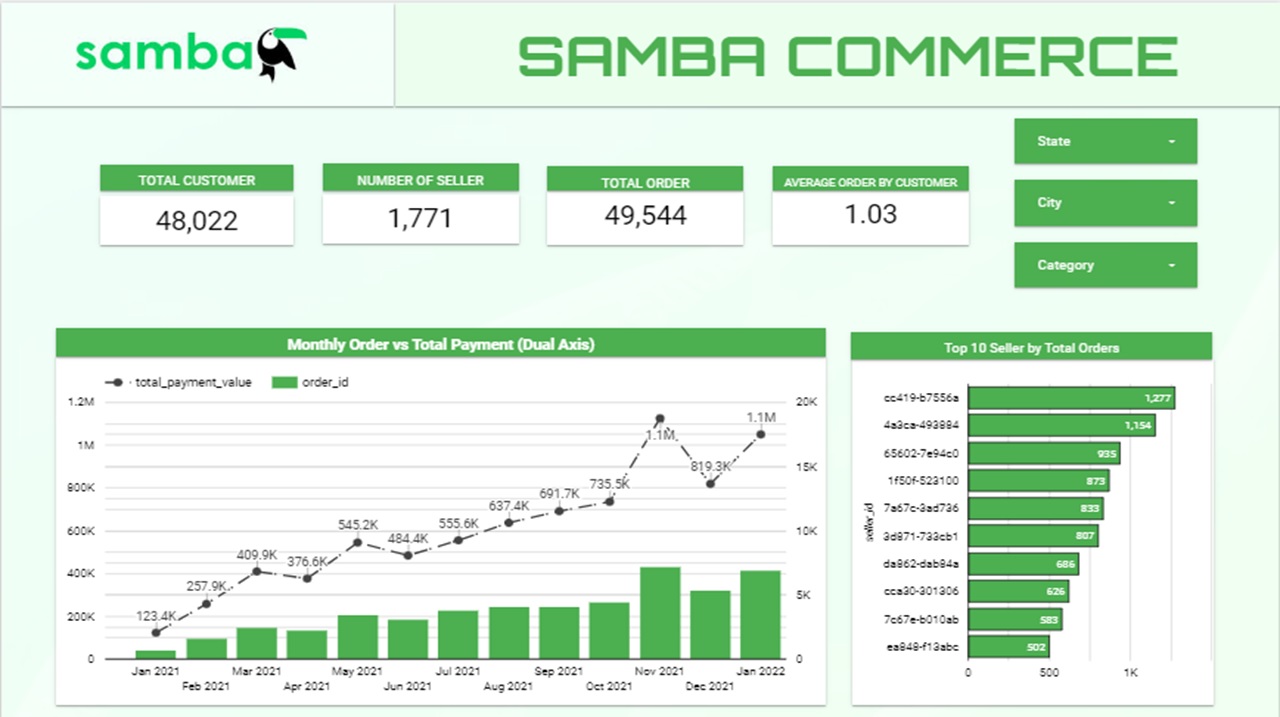 samba
SAMBA COMMERCE
State
City
Category
TOTAL CUSTOMER
48,022
NUMBER OF SELLER
1,771
TOTAL ORDER
49,544
AVERAGE ORDER BY CUSTOMER
1.03
Monthly Order vs Total Payment (Dual Axis)
total_payment_value
order_id
1.2M
1M
800K
600K
400K
200K
0
20K
15K
10K
5K
0
123.4K
257.9K
409.9K
376.6K
545.2K
484.4K
555.6K
637.4K
691.7K
735.5K
1.1M
819.3K
1.1M
Jan 2021
Feb 2021
Mar 2021
Apr 2021
May 2021
Jun 2021
Jul 2021
Aug 2021
Sep 2021
Oct 2021
Nov 2021
Dec 2021
Jan 2022
Top 10 Seller by Total Orders
seller_id
cc419-b7556a 1,277
4a3ca-493884 1,154
65602-7e94c0 935
1f50f-523100 873
7a67c-3ad736 833
3d871-733cb1 807
da862-dab84a 686
cca30-301306 626
7c67e-b010ab 583
ea848-f13abc 502
0
500
1K